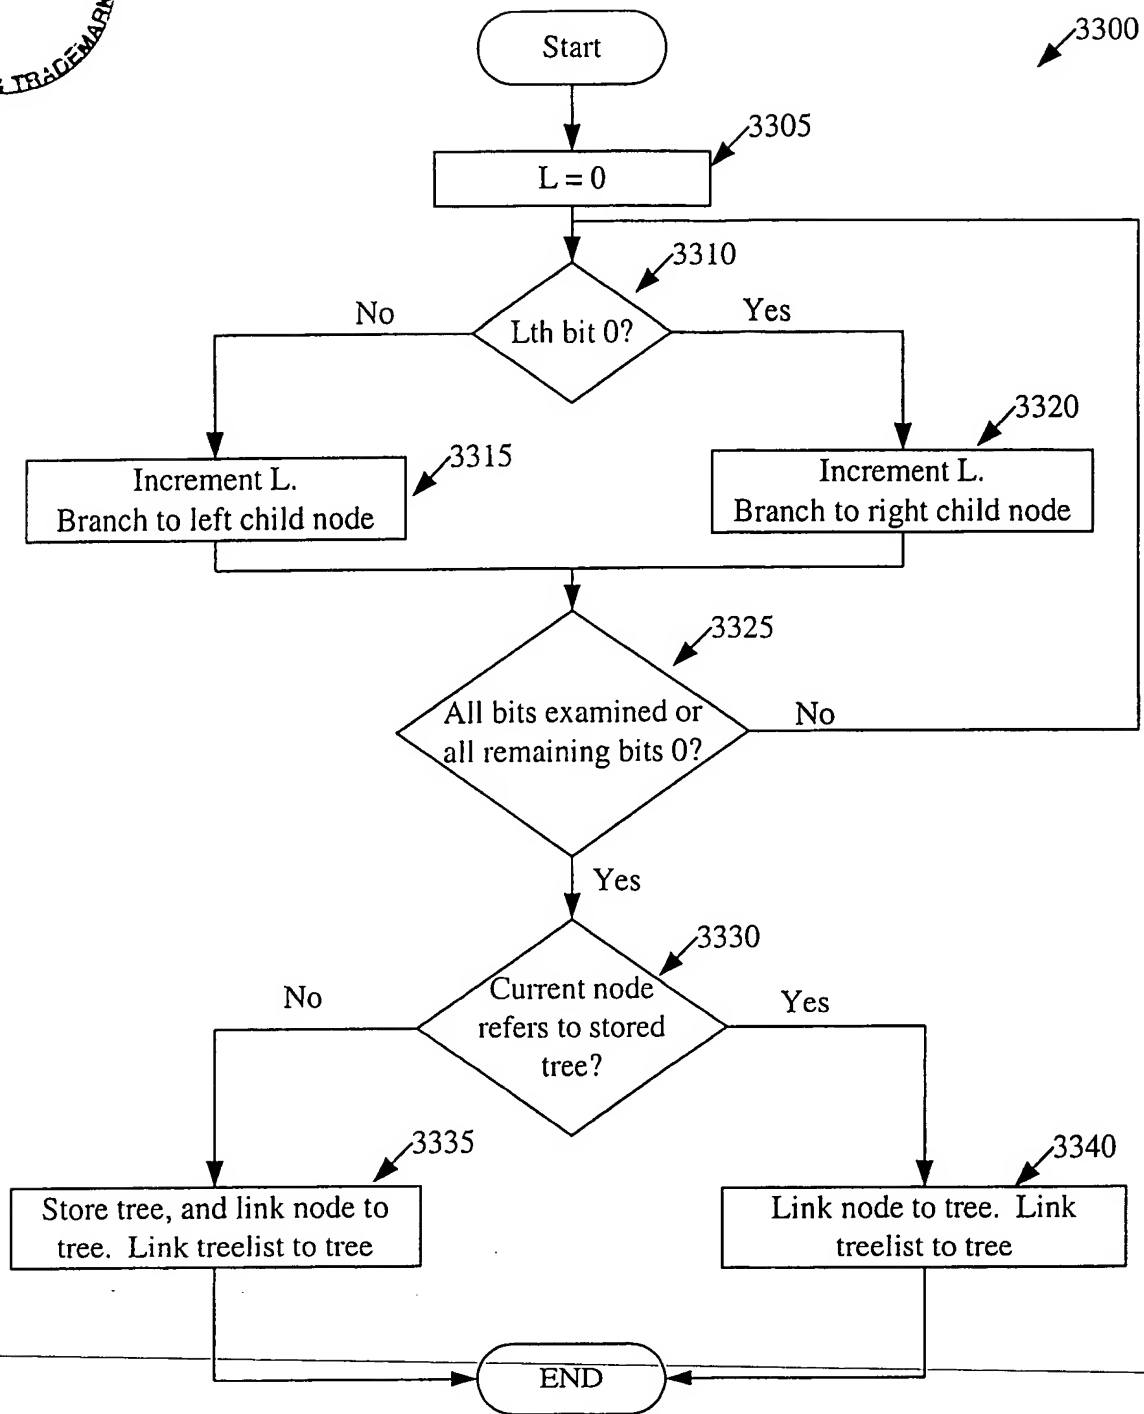 TRADEMARK
Start
3300
3305
L = 0
3310
No
Yes
Lth bit 0?
3320
3315
Increment L.
Branch to left child node
Increment L.
Branch to right child node
3325
All bits examined or
all remaining bits 0?
No
Yes
3330
No
Current node
refers to stored
tree?
Yes
3335
3340
Store tree, and link node to
tree. Link treelist to tree
Link node to tree. Link
treelist to tree
END